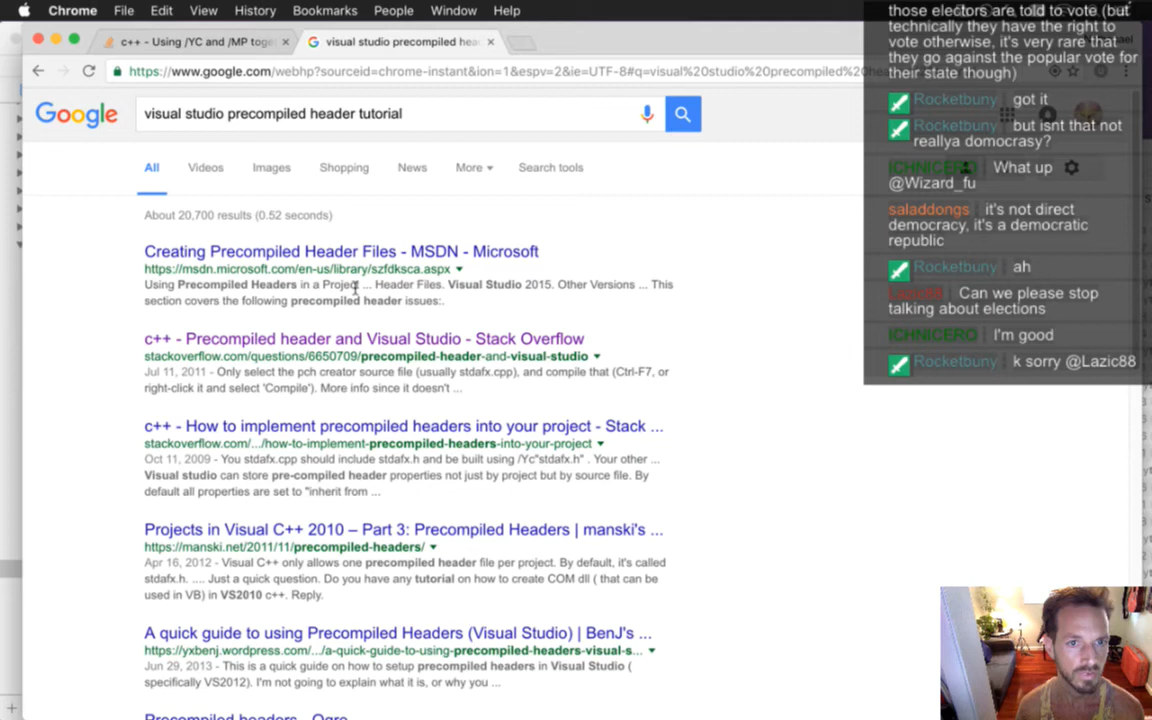 Chrome File Edit View History Bookmarks People Window Help
c++ - Using /YC and /MP toge
visual studio precompiled hea
https://www.google.com/webhp?sourceid=chrome-instant&ion=1&espv=2&ie=UTF-8#q=visual%20studio%20precompiled%20hea
Google
visual studio precompiled header tutorial
All Videos Images Shopping News More Search tools
About 20,700 results (0.52 seconds)
Creating Precompiled Header Files - MSDN - Microsoft
https://msdn.microsoft.com/en-us/library/szfdksca.aspx
Using Precompiled Headers in a Project ... Header Files. Visual Studio 2015. Other Versions ... This
section covers the following precompiled header issues:.
c++ - Precompiled header and Visual Studio - Stack Overflow
stackoverflow.com/questions/6650709/precompiled-header-and-visual-studio
Jul 11, 2011 - Only select the pch creator source file (usually stdafx.cpp), and compile that (Ctrl-F7, or
right-click it and select 'Compile'). More info since it doesn't ...
c++ - How to implement precompiled headers into your project - Stack ...
stackoverflow.com/.../how-to-implement-precompiled-headers-into-your-project
Oct 11, 2009 - You stdafx.cpp should include stdafx.h and be built using /Yc"stdafx.h" . Your other ...
Visual studio can store pre-compiled header properties not just by project but by source file. By
default all properties are set to "inherit from ...
Projects in Visual C++ 2010 – Part 3: Precompiled Headers | manski's ...
https://manski.net/2011/11/precompiled-headers/
Apr 16, 2012 - Visual C++ only allows one precompiled header file per project. By default, it's called
stdafx.h. .... Just a quick question. Do you have any tutorial on how to create COM dll ( that can be
used in VB) in VS2010 c++. Reply.
A quick guide to using Precompiled Headers (Visual Studio) | BenJ's ...
https://yxbenj.wordpress.com/.../a-quick-guide-to-using-precompiled-headers-visual-s...
Jun 29, 2013 - This is a quick guide on how to setup precompiled headers in Visual Studio (
specifically VS2012). I'm not going to explain what it is, or why you ...
Precompiled headers - Ogre
those electors are told to vote (but
technically they have the right to
vote otherwise, it's very rare that
they go against the popular vote for
their state though)
Rocketbuny got it
Rocketbuny but isnt that not
reallya domocrasy?
ICHNICERO What up
@Wizard_fu
saladdongs it's not direct
democracy, it's a democratic
republic
Rocketbuny ah
Lazic88 Can we please stop
talking about elections
ICHNICERO I'm good
Rocketbuny k sorry @Lazic88